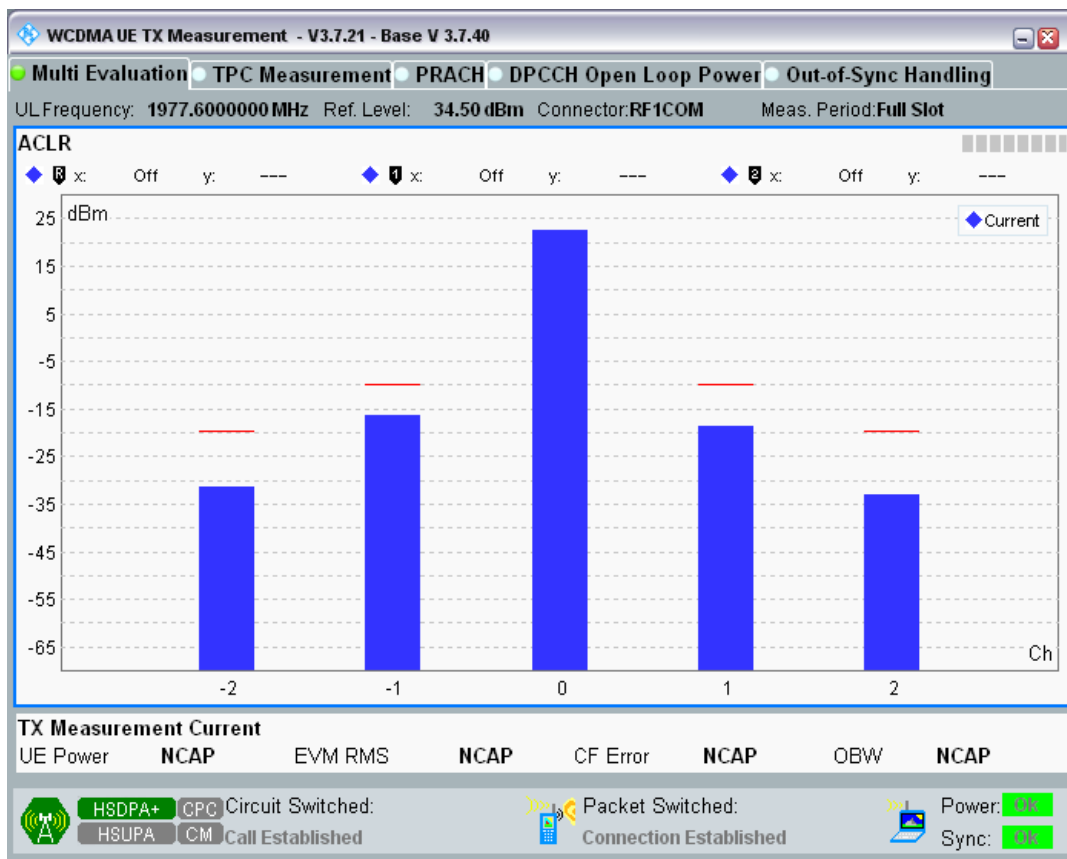 WCDMA UE TX Measurement - V3.7.21 - Base V 3.7.40
Multi Evaluation TPC Measurement PRACH DPCCH Open Loop Power Out-of-Sync Handling
UL Frequency: 1977.6000000 MHz Ref. Level: 34.50 dBm Connector:RF1COM Meas. Period:Full Slot
ACLR
R x: Off y: --- 1 x: Off y: --- 2 x: Off y: ---
dBm
Current
25
15
5
-5
-15
-25
-35
-45
-55
-65
Ch
-2 -1 0 1 2
TX Measurement Current
UE Power NCAP EVM RMS NCAP CF Error NCAP OBW NCAP
HSDPA+ CPC Circuit Switched: Packet Switched: Power: OK
HSUPA CM Call Established Connection Established Sync: OK